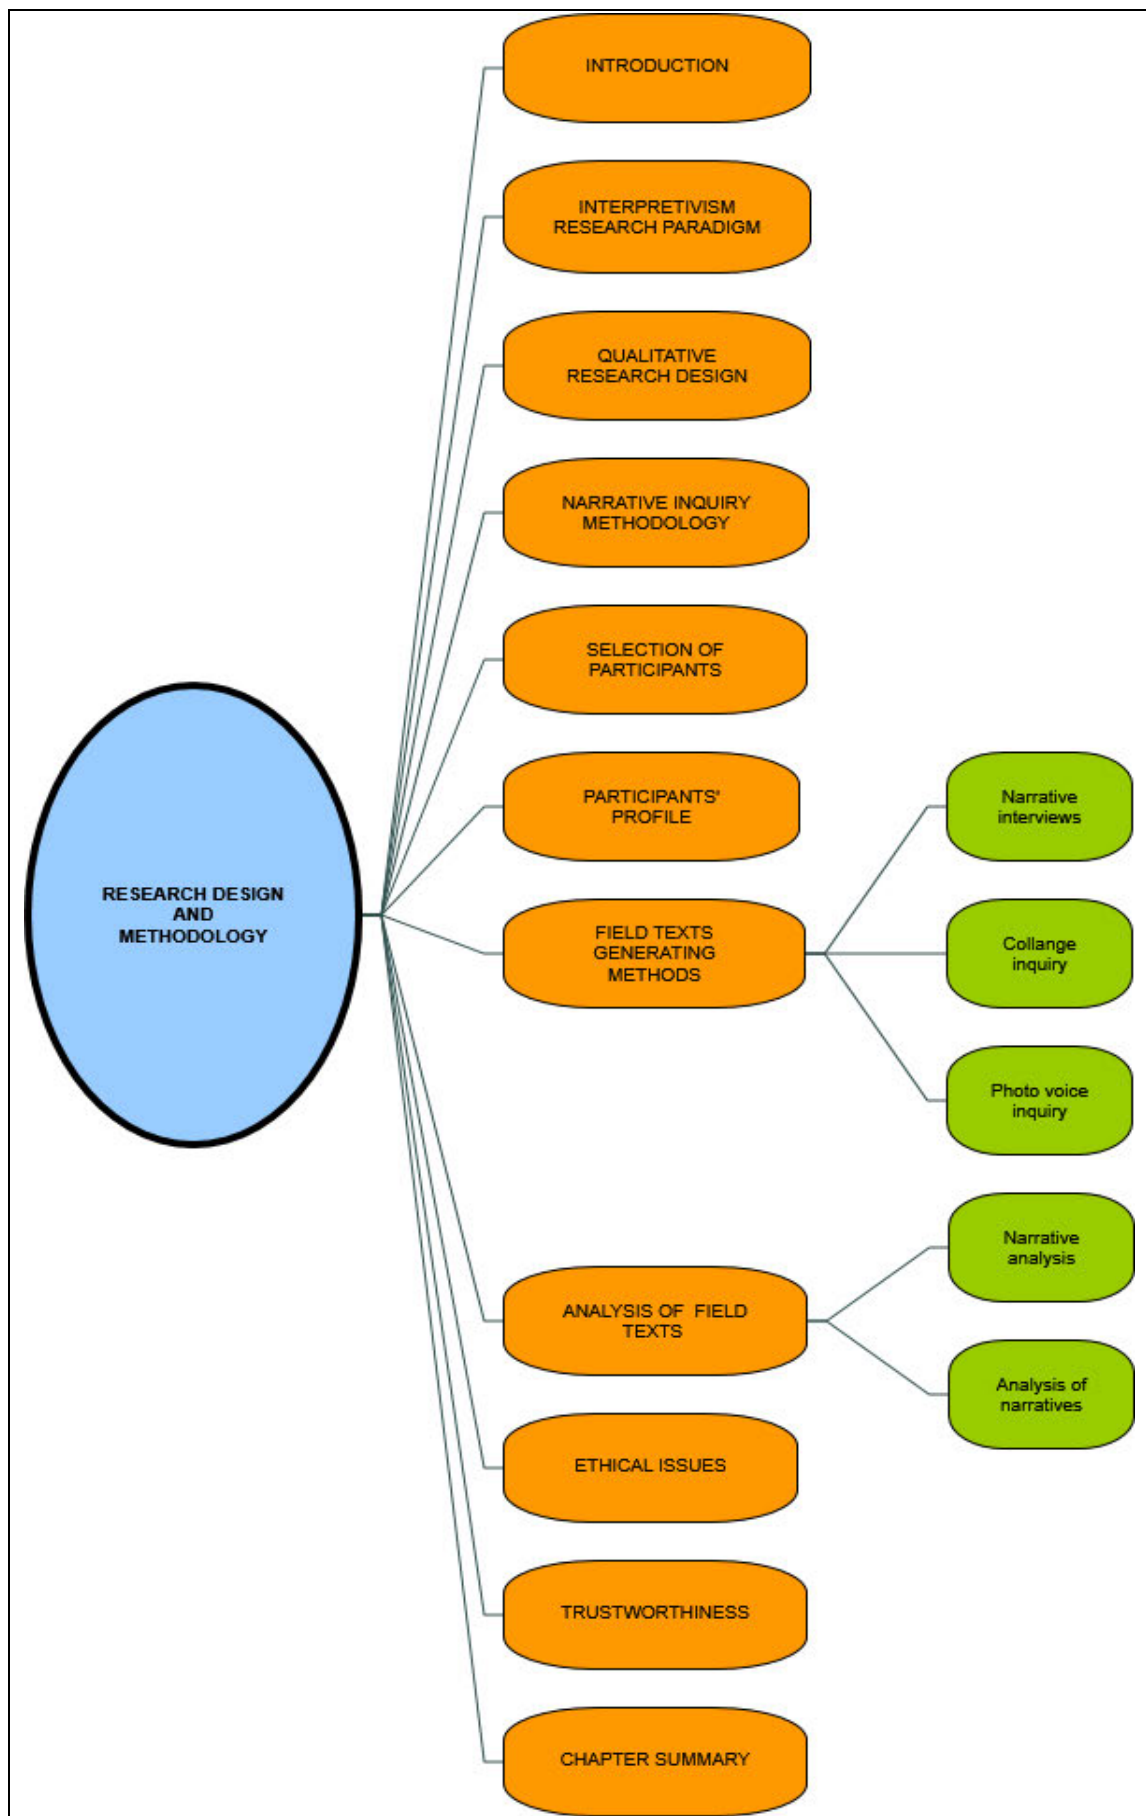 INTRODUCTION
INTERPRETIVISM
RESEARCH PARADIGM
QUALITATIVE
RESEARCH DESIGN
NARRATIVE INQUIRY
METHODOLOGY
SELECTION OF
PARTICIPANTS
PARTICIPANTS'
PROFILE
RESEARCH DESIGN
AND
METHODOLOGY
FIELD TEXTS
GENERATING
METHODS
Narrative
interviews
Collange
inquiry
Photo voice
inquiry
ANALYSIS OF  FIELD
TEXTS
Narrative
analysis
Analysis of
narratives
ETHICAL ISSUES
TRUSTWORTHINESS
CHAPTER SUMMARY